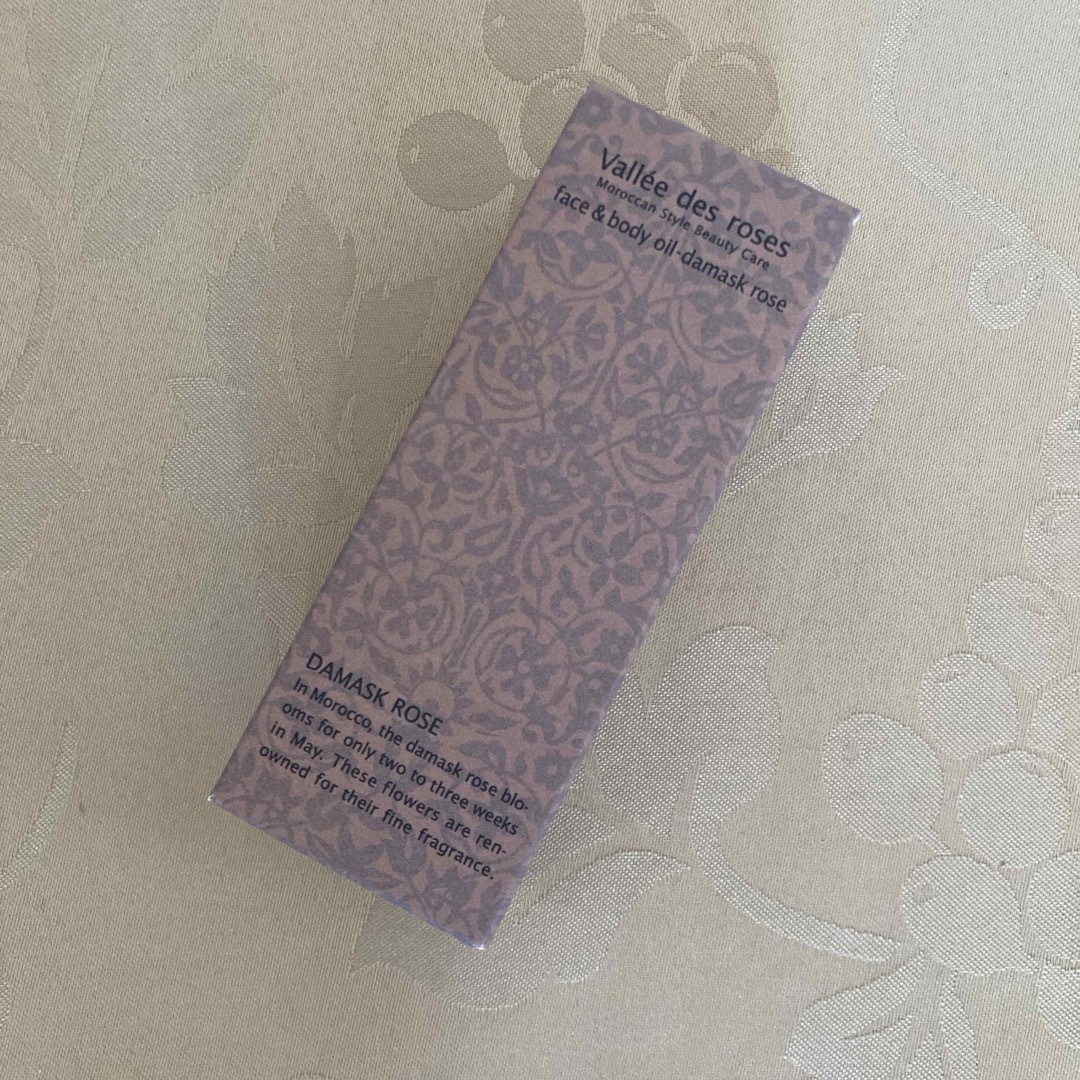 Vallée des roses
Moroccan Style Beauty Care
face & body oil-damask rose
DAMASK ROSE
In Morocco, the damask rose blo-
oms for only two to three weeks
in May. These flowers are ren-
owned for their fine fragrance.